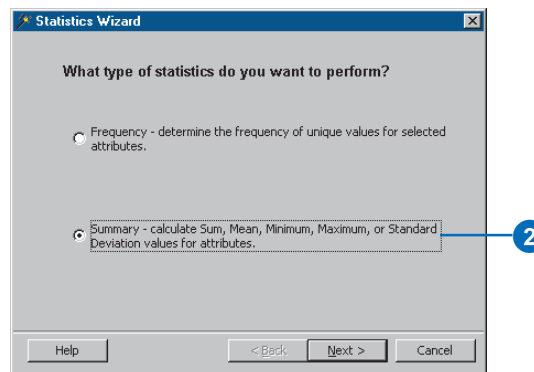 Statistics Wizard
What type of statistics do you want to perform?
Frequency - determine the frequency of unique values for selected
attributes.
Summary - calculate Sum, Mean, Minimum, Maximum, or Standard
Deviation values for attributes.
2
Help
< Back
Next >
Cancel